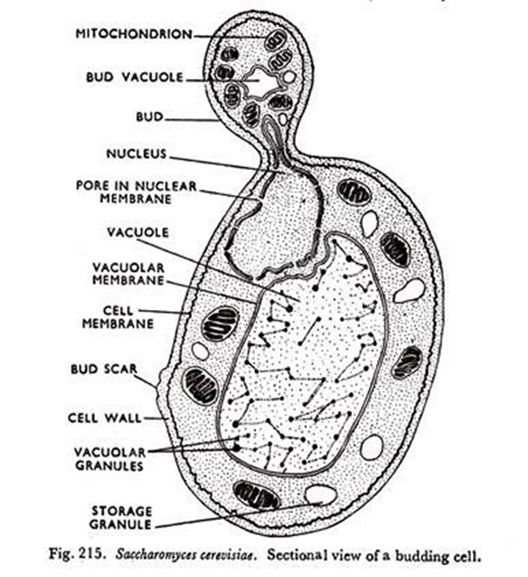 MITOCHONDRION
BUD VACUOLE
BUD
NUCLEUS
PORE IN NUCLEAR
MEMBRANE
VACUOLE
VACUOLAR
MEMBRANE
CELL
MEMBRANE
BUD SCAR
CELL WALL
VACUOLAR
GRANULES
STORAGE
GRANULE
Fig. 215. Saccharomyces cerevisiae. Sectional view of a budding cell.